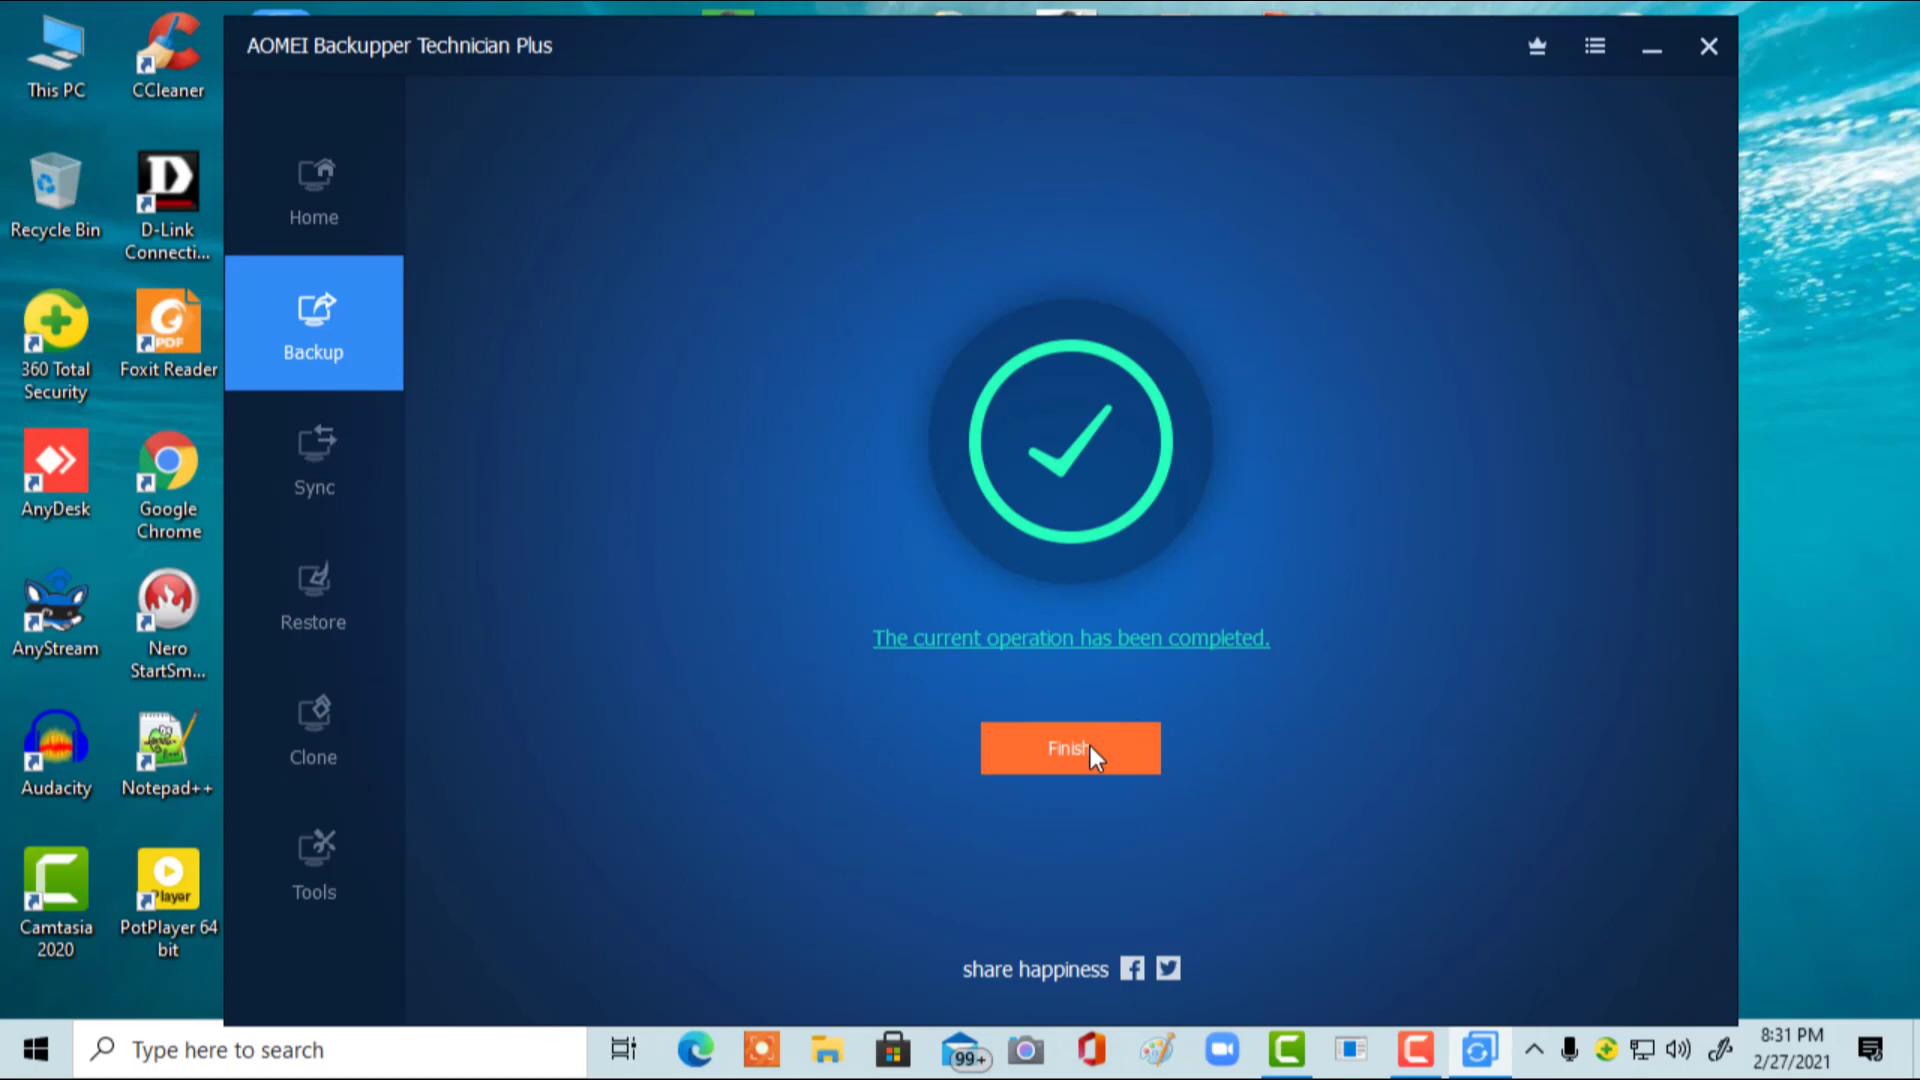 AOMEI Backupper Technician Plus
This PC
CCleaner
Home
Recycle Bin
D-Link
Connecti...
Backup
360 Total
Security
PDF
Foxit Reader
Sync
AnyDesk
Google
Chrome
Restore
AnyStream
Nero
StartSm...
The current operation has been completed.
Clone
Finish
Audacity
Notepad++
Tools
Player
Camtasia
2020
PotPlayer 64
bit
share happiness
Type here to search
99+
8:31 PM
2/27/2021